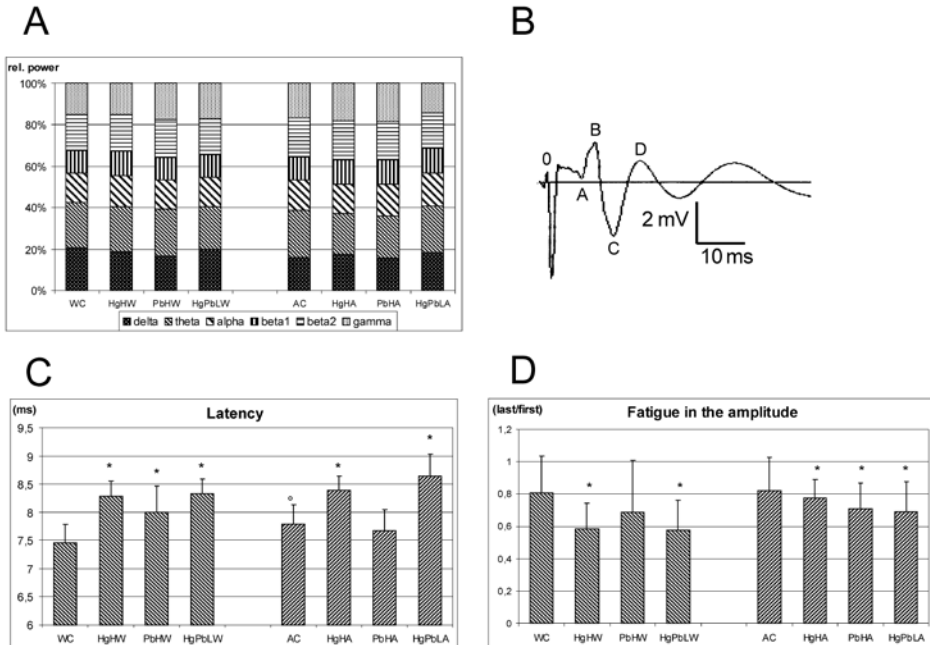 A
rel. power
100%
80%
60%
40%
20%
0%
WC HgHW PbHW HgPbLW AC HgHA PbHA HgPbLA
delta theta alpha beta1 beta2 gamma
B
0
B
D
A
C
2 mV
10 ms
C
(ms)
Latency
9,5
9
8,5
8
7,5
7
6,5
6
* * * ° * *
WC HgHW PbHW HgPbLW AC HgHA PbHA HgPbLA
D
(last/first)
Fatigue in the amplitude
1,2
1
0,8
0,6
0,4
0,2
0
* * * * *
WC HgHW PbHW HgPbLW AC HgHA PbHA HgPbLA